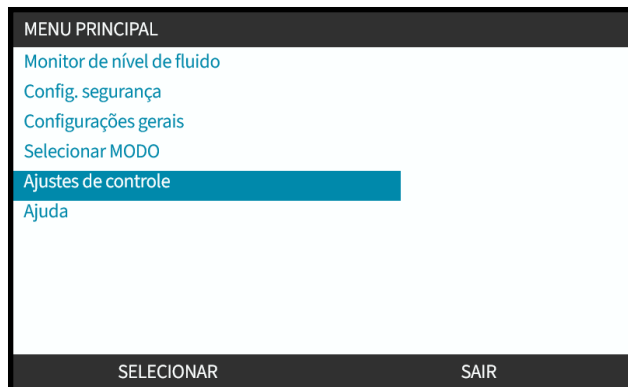 MENU PRINCIPAL
Monitor de nível de fluido
Config. segurança
Configurações gerais
Selecionar MODO
Ajustes de controle
Ajuda
SELECIONAR SAIR